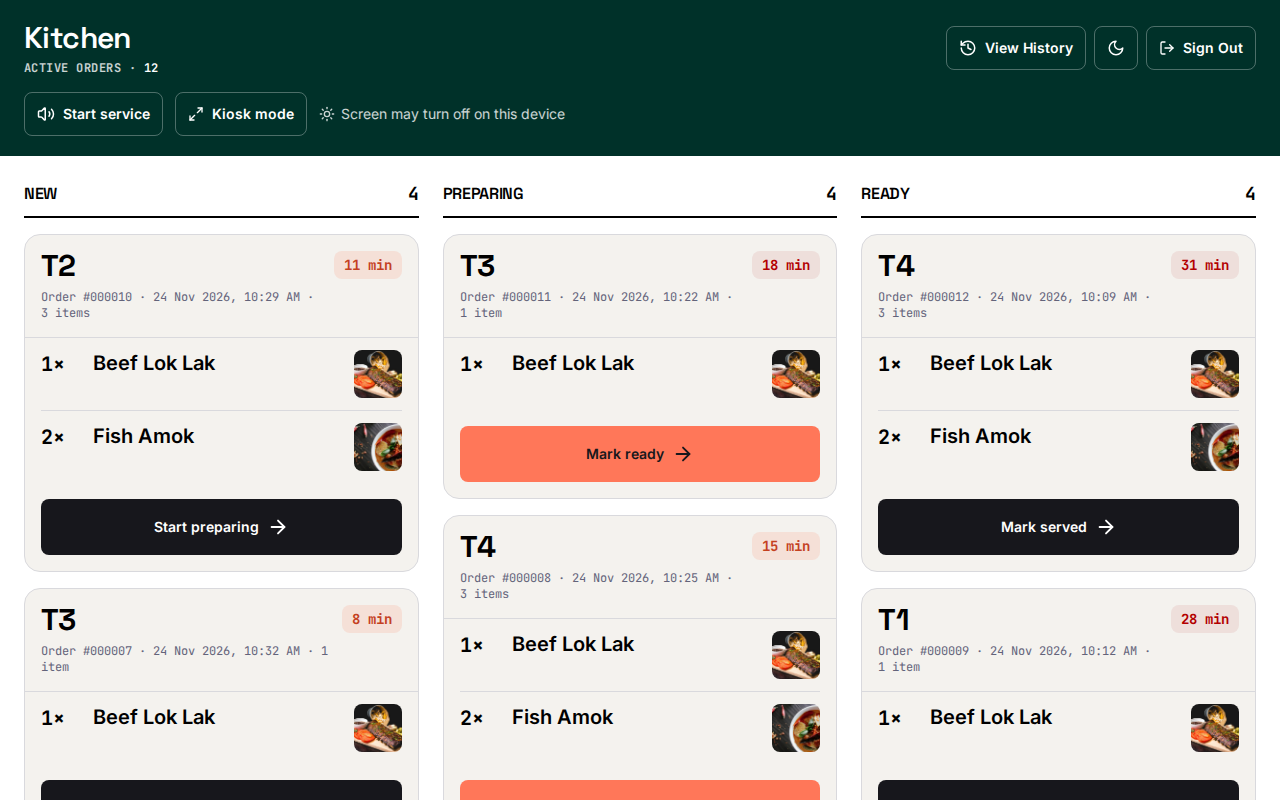 Kitchen
ACTIVE ORDERS · 12
View History
Sign Out
Start service
Kiosk mode
Screen may turn off on this device
NEW 4
T2 11 min
Order #000010 · 24 Nov 2026, 10:29 AM ·
3 items
1× Beef Lok Lak
2× Fish Amok
Start preparing
T3 8 min
Order #000007 · 24 Nov 2026, 10:32 AM · 1
item
1× Beef Lok Lak
PREPARING 4
T3 18 min
Order #000011 · 24 Nov 2026, 10:22 AM ·
1 item
1× Beef Lok Lak
Mark ready
T4 15 min
Order #000008 · 24 Nov 2026, 10:25 AM ·
3 items
1× Beef Lok Lak
2× Fish Amok
READY 4
T4 31 min
Order #000012 · 24 Nov 2026, 10:09 AM ·
3 items
1× Beef Lok Lak
2× Fish Amok
Mark served
T1 28 min
Order #000009 · 24 Nov 2026, 10:12 AM ·
1 item
1× Beef Lok Lak